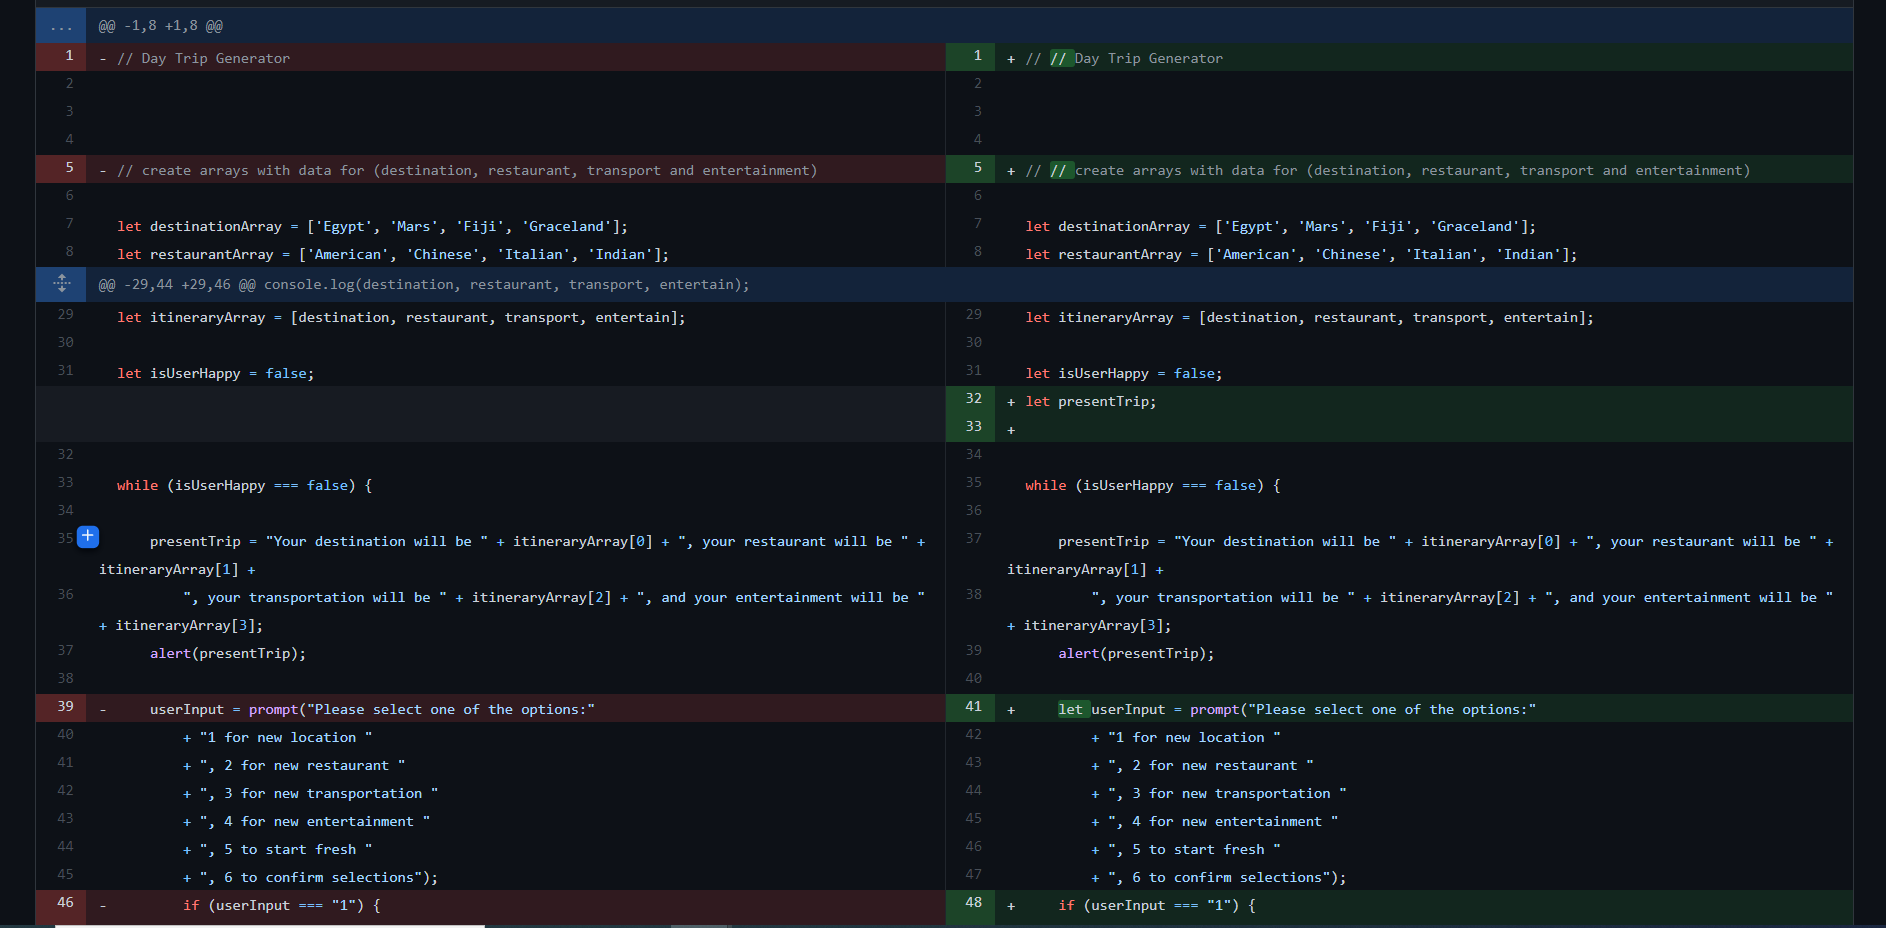 ... @@ -1,8 +1,8 @@
1 - // Day Trip Generator
2
3
4
5 - // create arrays with data for (destination, restaurant, transport and entertainment)
6
7 let destinationArray = ['Egypt', 'Mars', 'Fiji', 'Graceland'];
8 let restaurantArray = ['American', 'Chinese', 'Italian', 'Indian'];
1 + // // Day Trip Generator
2
3
4
5 + // // create arrays with data for (destination, restaurant, transport and entertainment)
6
7 let destinationArray = ['Egypt', 'Mars', 'Fiji', 'Graceland'];
8 let restaurantArray = ['American', 'Chinese', 'Italian', 'Indian'];
@@ -29,44 +29,46 @@ console.log(destination, restaurant, transport, entertain);
29 let itineraryArray = [destination, restaurant, transport, entertain];
30
31 let isUserHappy = false;
32
33 while (isUserHappy === false) {
34
35 + presentTrip = "Your destination will be " + itineraryArray[0] + ", your restaurant will be " +
itineraryArray[1] +
36 ", your transportation will be " + itineraryArray[2] + ", and your entertainment will be "
+ itineraryArray[3];
37 alert(presentTrip);
38
39 - userInput = prompt("Please select one of the options:"
40 + "1 for new location "
41 + ", 2 for new restaurant "
42 + ", 3 for new transportation "
43 + ", 4 for new entertainment "
44 + ", 5 to start fresh "
45 + ", 6 to confirm selections");
46 - if (userInput === "1") {
29 let itineraryArray = [destination, restaurant, transport, entertain];
30
31 let isUserHappy = false;
32 + let presentTrip;
33 +
34
35 while (isUserHappy === false) {
36
37 presentTrip = "Your destination will be " + itineraryArray[0] + ", your restaurant will be " +
itineraryArray[1] +
38 ", your transportation will be " + itineraryArray[2] + ", and your entertainment will be "
+ itineraryArray[3];
39 alert(presentTrip);
40
41 + let userInput = prompt("Please select one of the options:"
42 + "1 for new location "
43 + ", 2 for new restaurant "
44 + ", 3 for new transportation "
45 + ", 4 for new entertainment "
46 + ", 5 to start fresh "
47 + ", 6 to confirm selections");
48 + if (userInput === "1") {